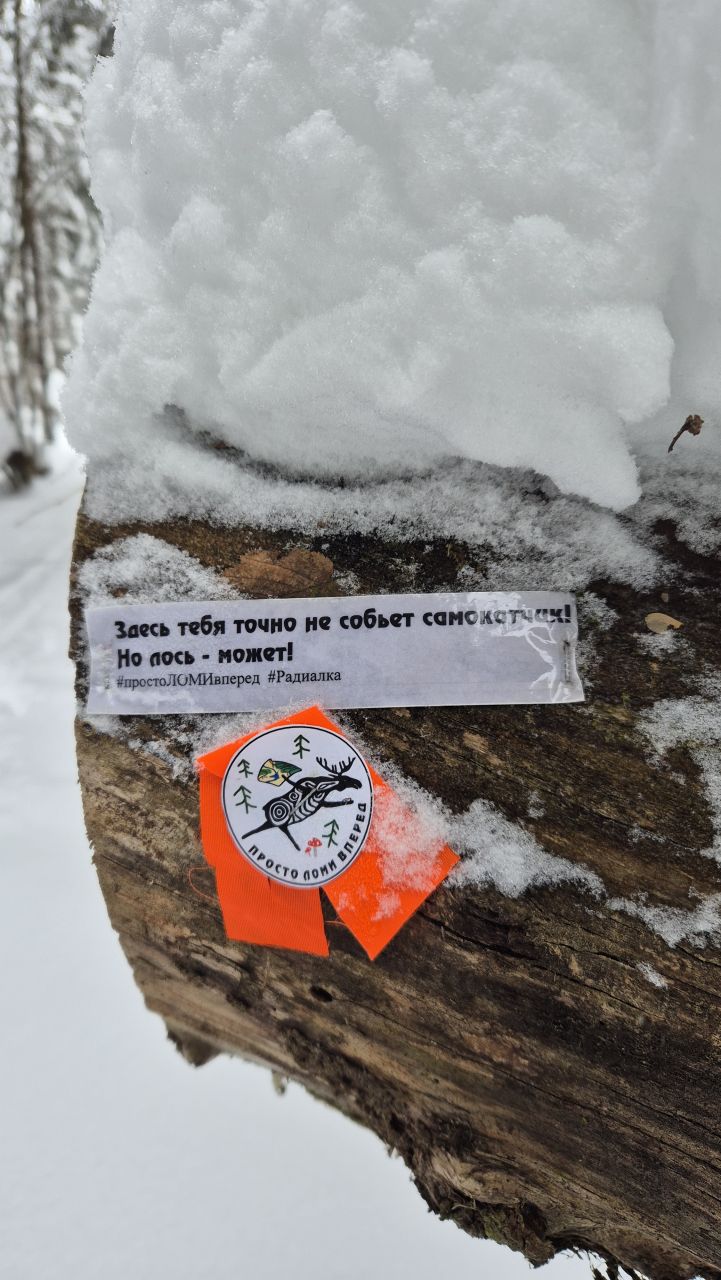 Здесь тебя точно не собьет самокатчик!
Но лось - может!
#простоЛОМИвперед #Радиалка
ПРОСТО ЛОМИ ВПЕРЕД